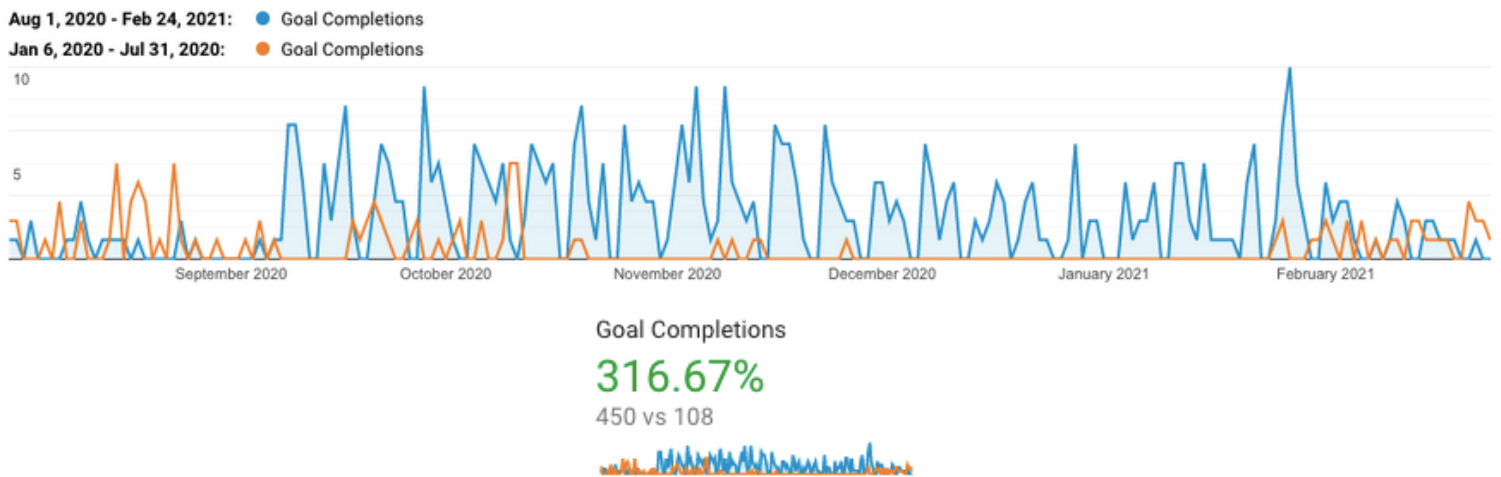 Aug 1, 2020 - Feb 24, 2021: Goal Completions
Jan 6, 2020 - Jul 31, 2020: Goal Completions
10
5
September 2020 October 2020 November 2020 December 2020 January 2021 February 2021
Goal Completions
316.67%
450 vs 108